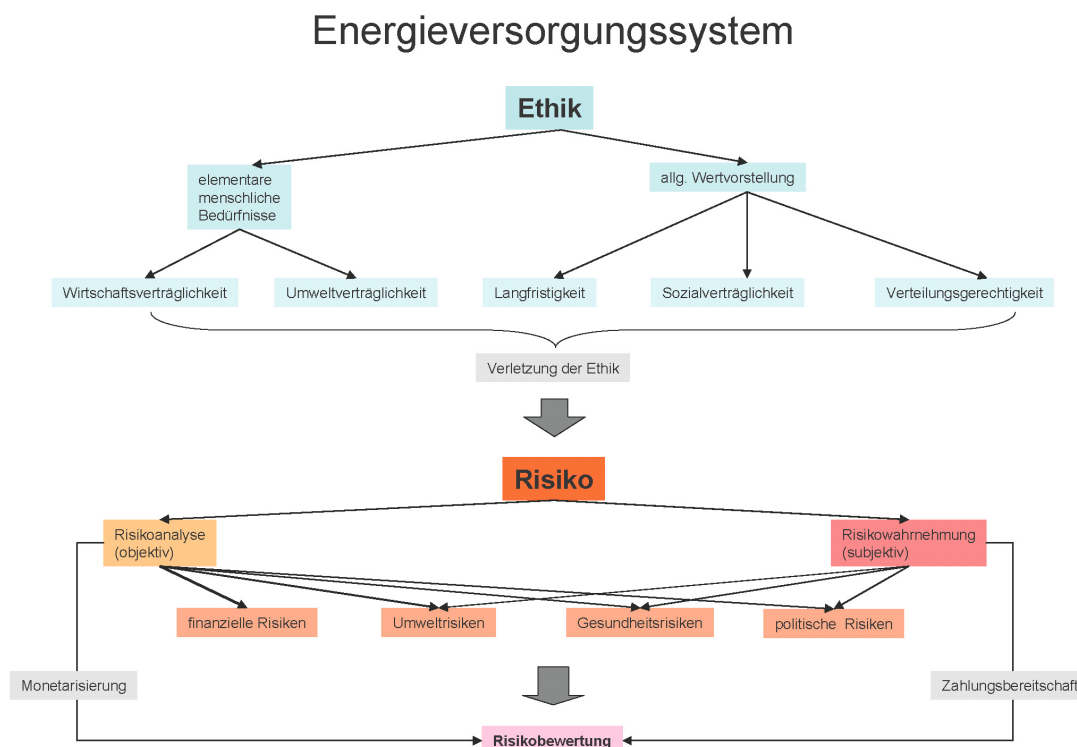 Energieversorgungssystem
Ethik
elementare
menschliche
Bedürfnisse
allg. Wertvorstellung
Wirtschaftsverträglichkeit
Umweltverträglichkeit
Langfristigkeit
Sozialverträglichkeit
Verteilungsgerechtigkeit
Verletzung der Ethik
Risiko
Risikoanalyse
(objektiv)
Risikowahrnehmung
(subjektiv)
finanzielle Risiken
Umweltrisiken
Gesundheitsrisiken
politische Risiken
Monetarisierung
Zahlungsbereitschaft
Risikobewertung